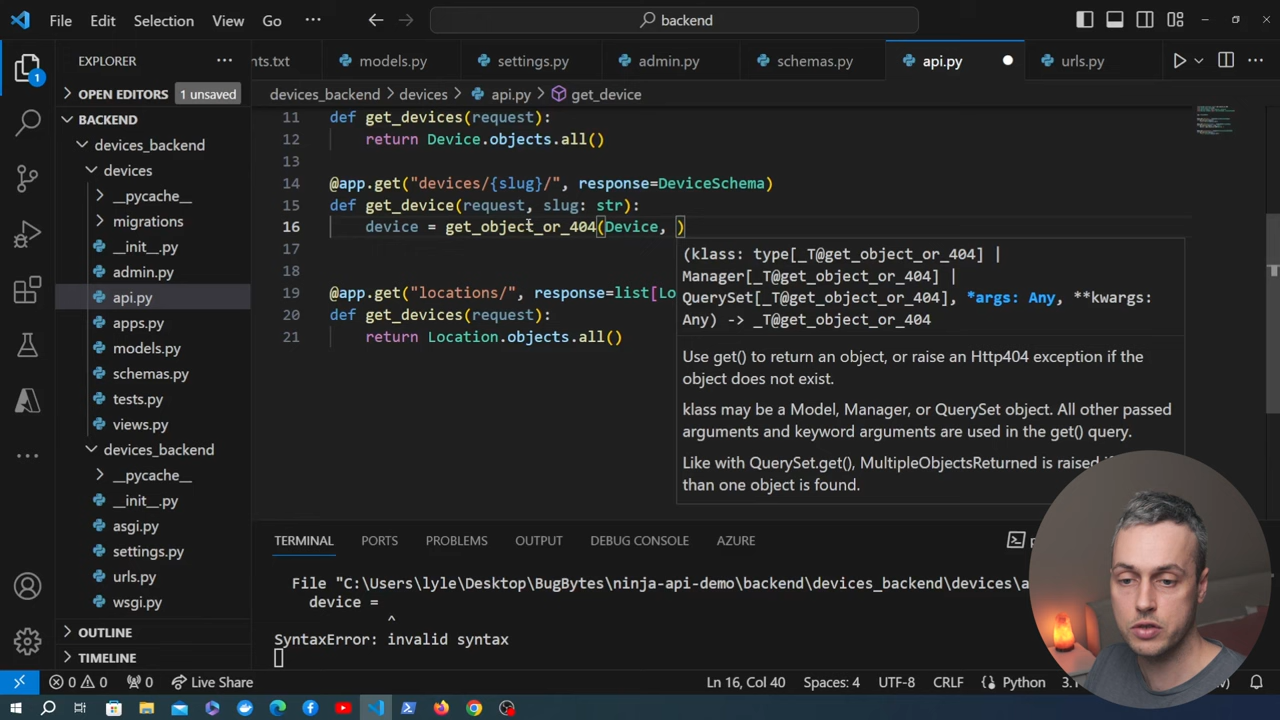 File Edit Selection View Go ··· backend
EXPLORER ··· nts.txt models.py settings.py admin.py schemas.py api.py urls.py
OPEN EDITORS 1 unsaved
devices_backend > devices > api.py > get_device
BACKEND
devices_backend
devices
__pycache__
migrations
__init__.py
admin.py
api.py
apps.py
models.py
schemas.py
tests.py
views.py
devices_backend
__pycache__
__init__.py
asgi.py
settings.py
urls.py
wsgi.py
OUTLINE
TIMELINE
11 def get_devices(request):
12 return Device.objects.all()
13
14 @app.get("devices/{slug}/", response=DeviceSchema)
15 def get_device(request, slug: str):
16 device = get_object_or_404(Device, )
17
18
19 @app.get("locations/", response=list[Lo
20 def get_devices(request):
21 return Location.objects.all()
(klass: type[_T@get_object_or_404] |
Manager[_T@get_object_or_404] |
QuerySet[_T@get_object_or_404], *args: Any, **kwargs:
Any) -> _T@get_object_or_404
Use get() to return an object, or raise an Http404 exception if the
object does not exist.
klass may be a Model, Manager, or QuerySet object. All other passed
arguments and keyword arguments are used in the get() query.
Like with QuerySet.get(), MultipleObjectsReturned is raised
than one object is found.
TERMINAL PORTS PROBLEMS OUTPUT DEBUG CONSOLE AZURE
File "C:\Users\lyle\Desktop\BugBytes\ninja-api-demo\backend\devices_backend\devices\a
device =
^
SyntaxError: invalid syntax
0 0 0 Live Share Ln 16, Col 40 Spaces: 4 UTF-8 CRLF Python